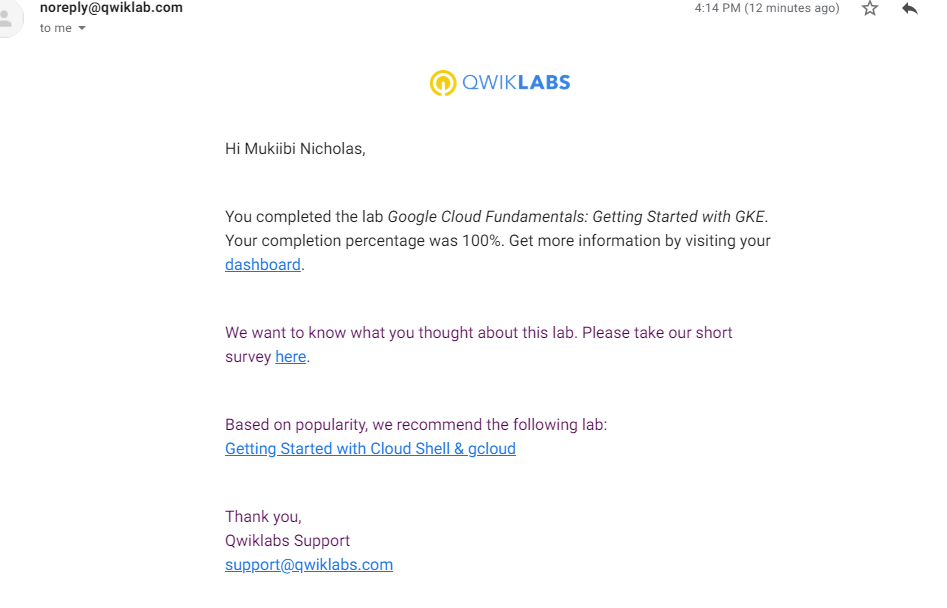 noreply@qwiklab.com
4:14 PM (12 minutes ago)
to me
QWIKLABS
Hi Mukiibi Nicholas,
You completed the lab Google Cloud Fundamentals: Getting Started with GKE.
Your completion percentage was 100%. Get more information by visiting your
dashboard.
We want to know what you thought about this lab. Please take our short
survey here.
Based on popularity, we recommend the following lab:
Getting Started with Cloud Shell & gcloud
Thank you,
Qwiklabs Support
support@qwiklabs.com